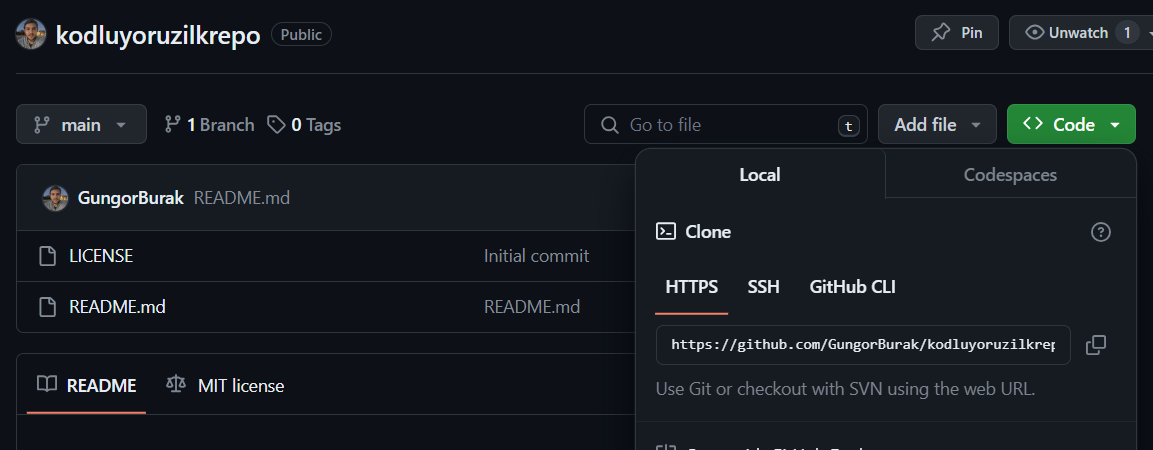 kodluyoruzilkrepo Public Pin Unwatch 1
main 1 Branch 0 Tags Go to file t Add file Code
Local Codespaces
GungorBurak README.md
Clone
LICENSE Initial commit
HTTPS SSH GitHub CLI
README.md README.md
https://github.com/GungorBurak/kodluyoruzilkrep
README MIT license
Use Git or checkout with SVN using the web URL.